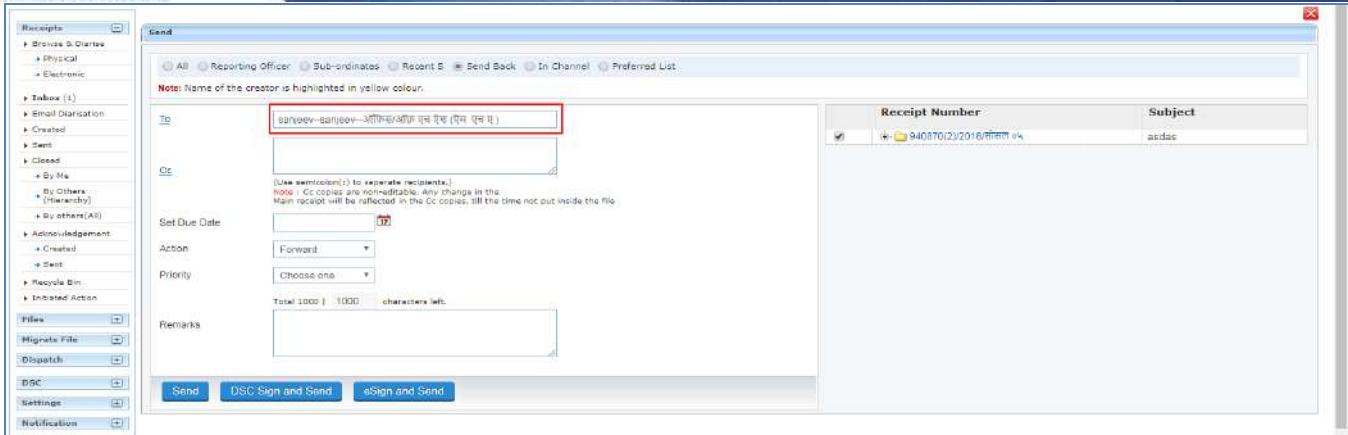 Receipts
Browse & Diarise
Physical
Electronic
Inbox (1)
Email Diarisation
Created
Sent
Closed
By Me
By Others
(Hierarchy)
By others(All)
Acknowledgement
Created
Sent
Recycle Bin
Initiated Action
Files
Migrate File
Dispatch
DSC
Settings
Notification
Send
All Reporting Officer Sub-ordinates Recent 5 Send Back In Channel Preferred List
Note: Name of the creator is highlighted in yellow colour.
To sanjeev--sanjeev--
Cc
(Use semicolon(;) to seperate recipients.)
Note : Cc copies are non-editable. Any change in the
Main receipt will be reflected in the Cc copies, till the time not put inside the file
Set Due Date
Action Forward
Priority Choose one
Total 1000 | 1000 characters left.
Remarks
Send DSC Sign and Send eSign and Send
Receipt Number Subject
940870(2)/2018/ asdas